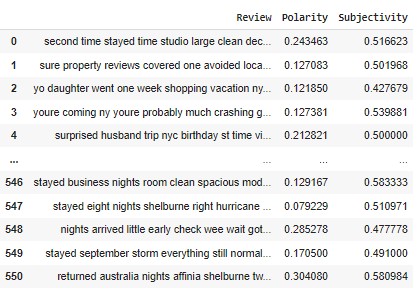 Review Polarity Subjectivity
0 second time stayed time studio large clean dec... 0.243463 0.516623
1 sure property reviews covered one avoided loca... 0.127083 0.501968
2 yo daughter went one week shopping vacation ny... 0.121850 0.427679
3 youre coming ny youre probably much crashing g... 0.127381 0.539881
4 surprised husband trip nyc birthday st time vi... 0.212821 0.500000
... ... ... ...
546 stayed business nights room clean spacious mod... 0.129167 0.583333
547 stayed eight nights shelburne right hurricane ... 0.079229 0.510971
548 nights arrived little early check wee wait got... 0.285278 0.477778
549 stayed september storm everything still normal... 0.170500 0.491000
550 returned australia nights affinia shelburne tw... 0.304080 0.580984